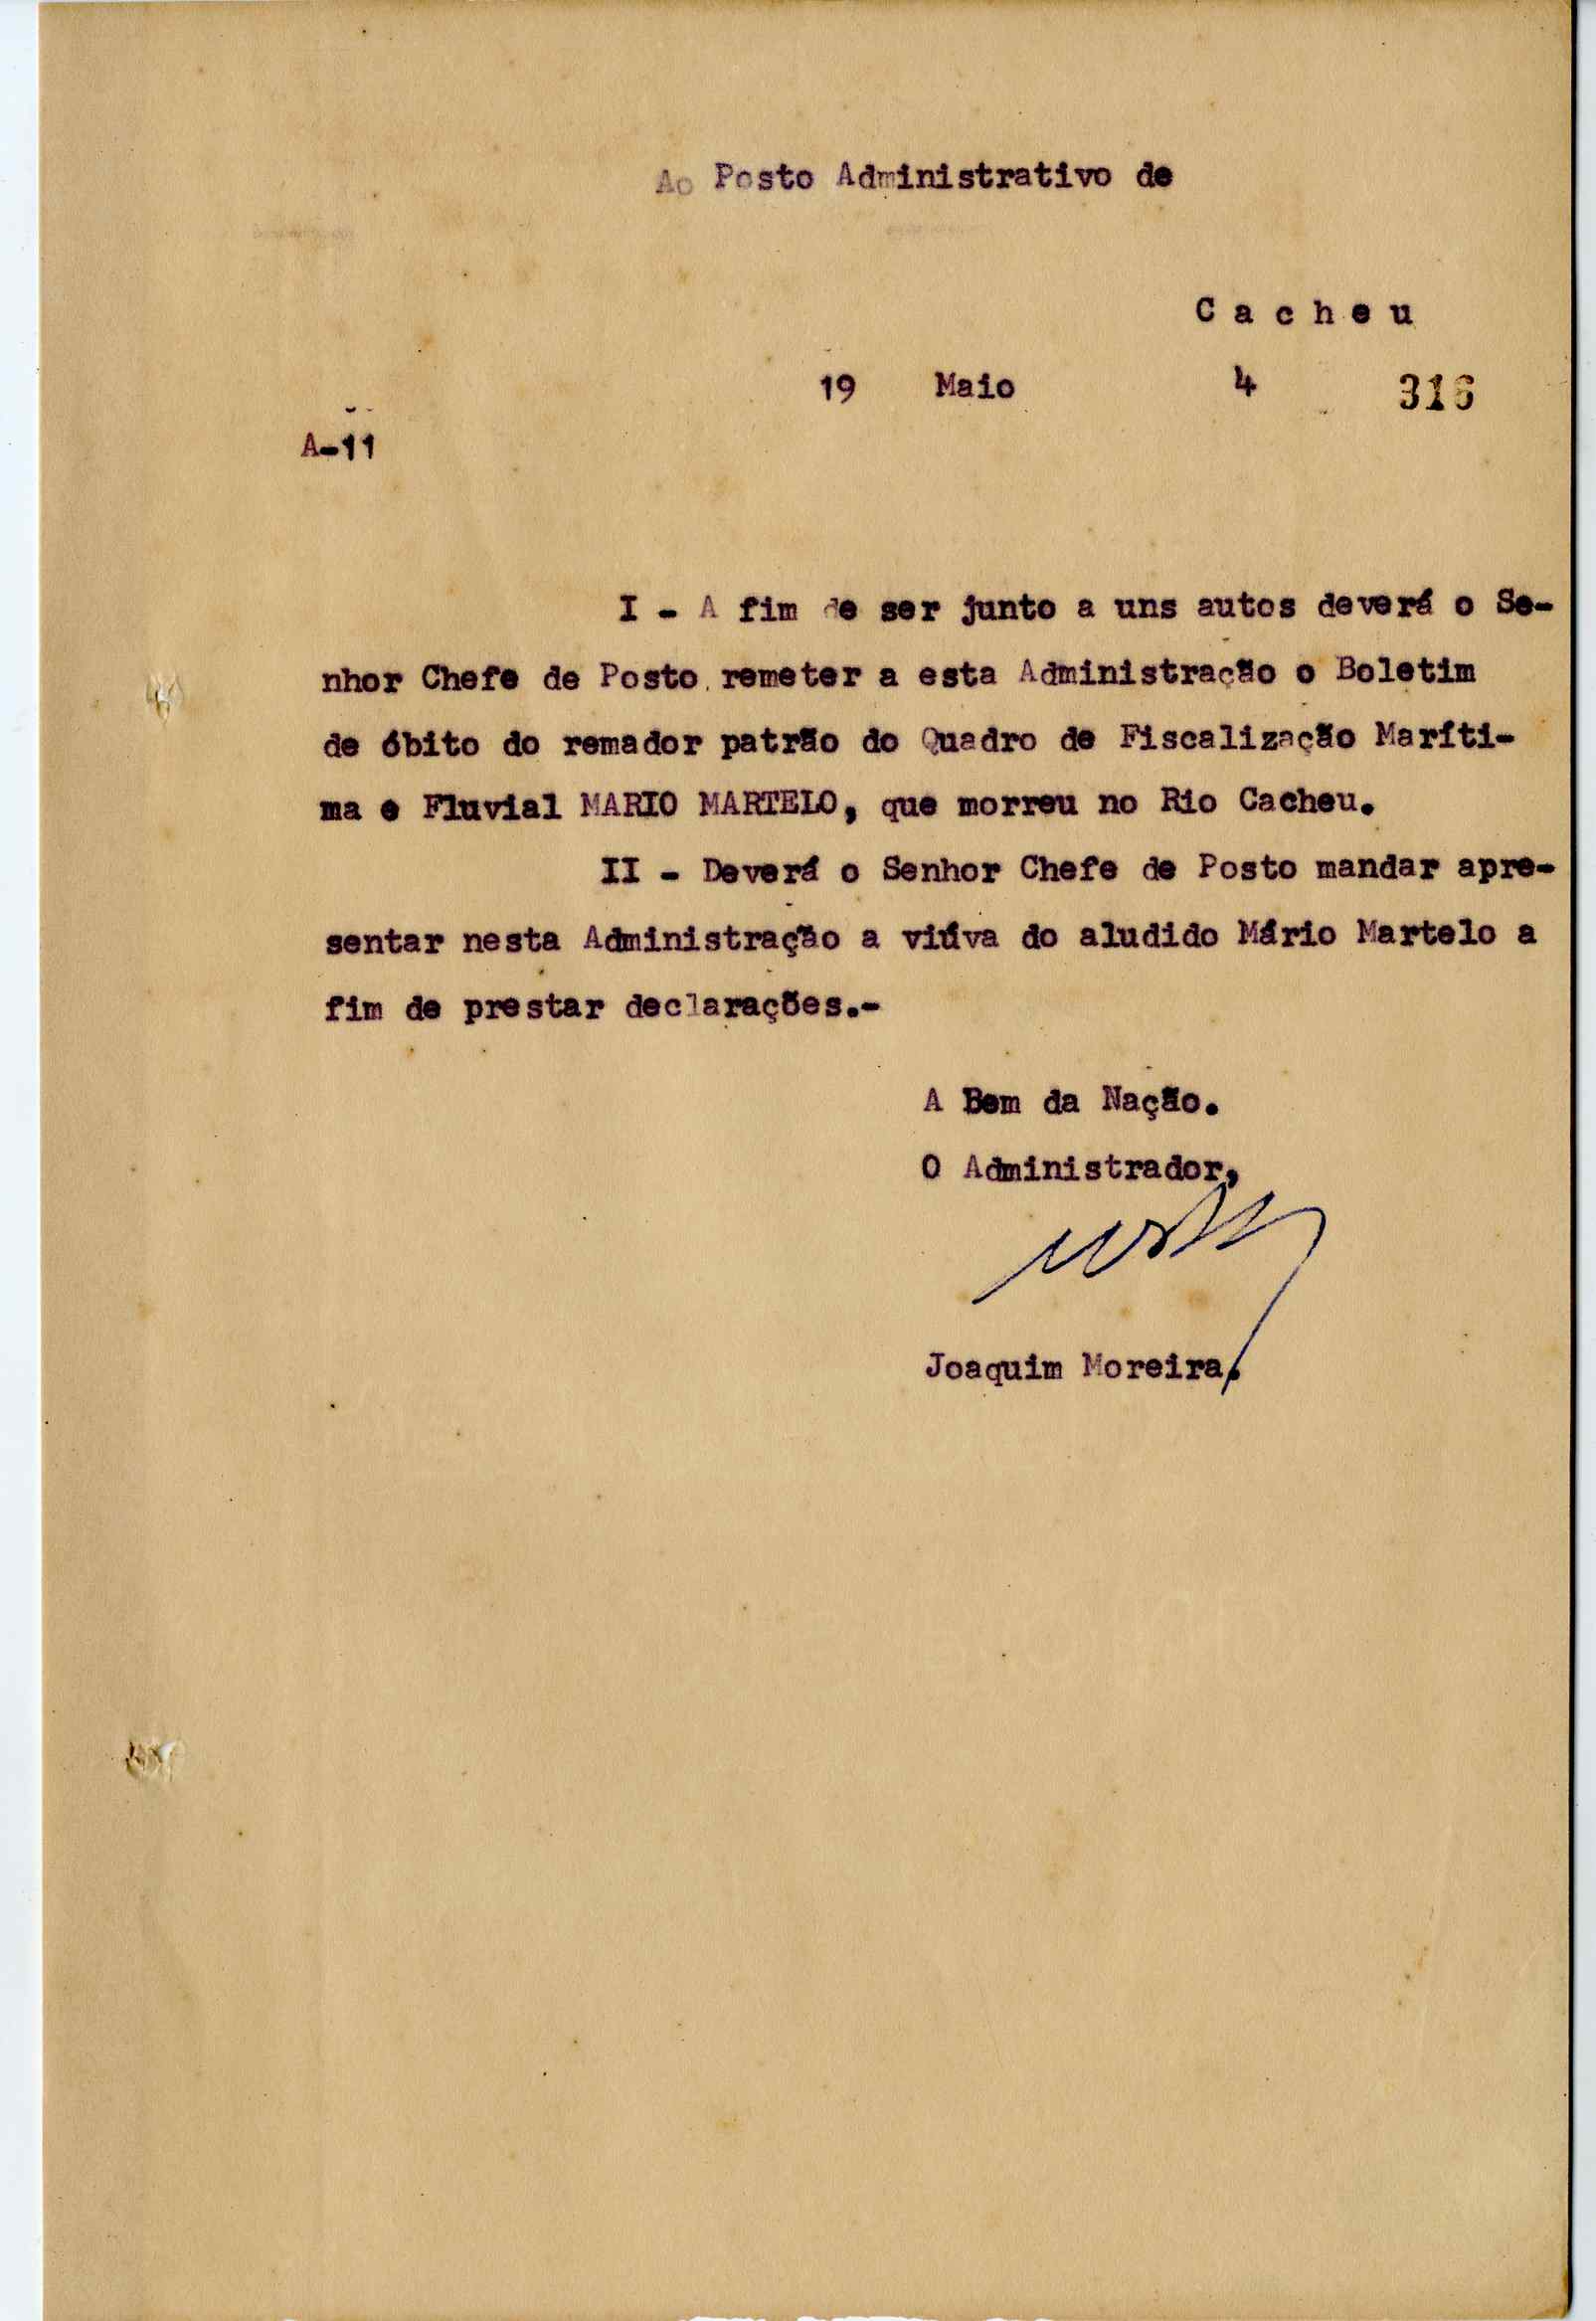 Ao Posto Administrativo de
C a c h e u
19 Maio 4 316
A-11
I - A fim de ser junto a uns autos deverá o Se-
nhor Chefe de Posto remeter a esta Administração o Boletim
de óbito do remador patrão do Quadro de Fiscalização Maríti-
ma e Fluvial MARIO MARTELO, que morreu no Rio Cacheu.
II - Deverá o Senhor Chefe de Posto mandar apre-
sentar nesta Administração a viúva do aludido Mário Martelo a
fim de prestar declarações.-
A Bem da Nação.
O Administrador,
Joaquim Moreira.